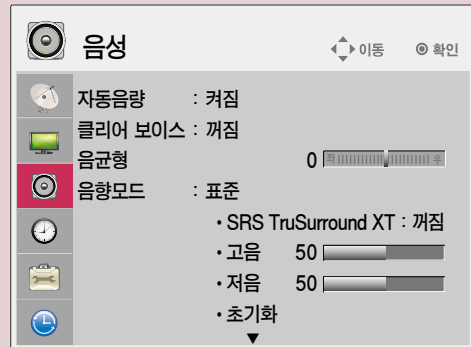 음성 이동 확인
자동음량 : 켜짐
클리어 보이스 : 꺼짐
음균형 0 좌 우
음향모드 : 표준
• SRS TruSurround XT : 꺼짐
• 고음 50
• 저음 50
• 초기화